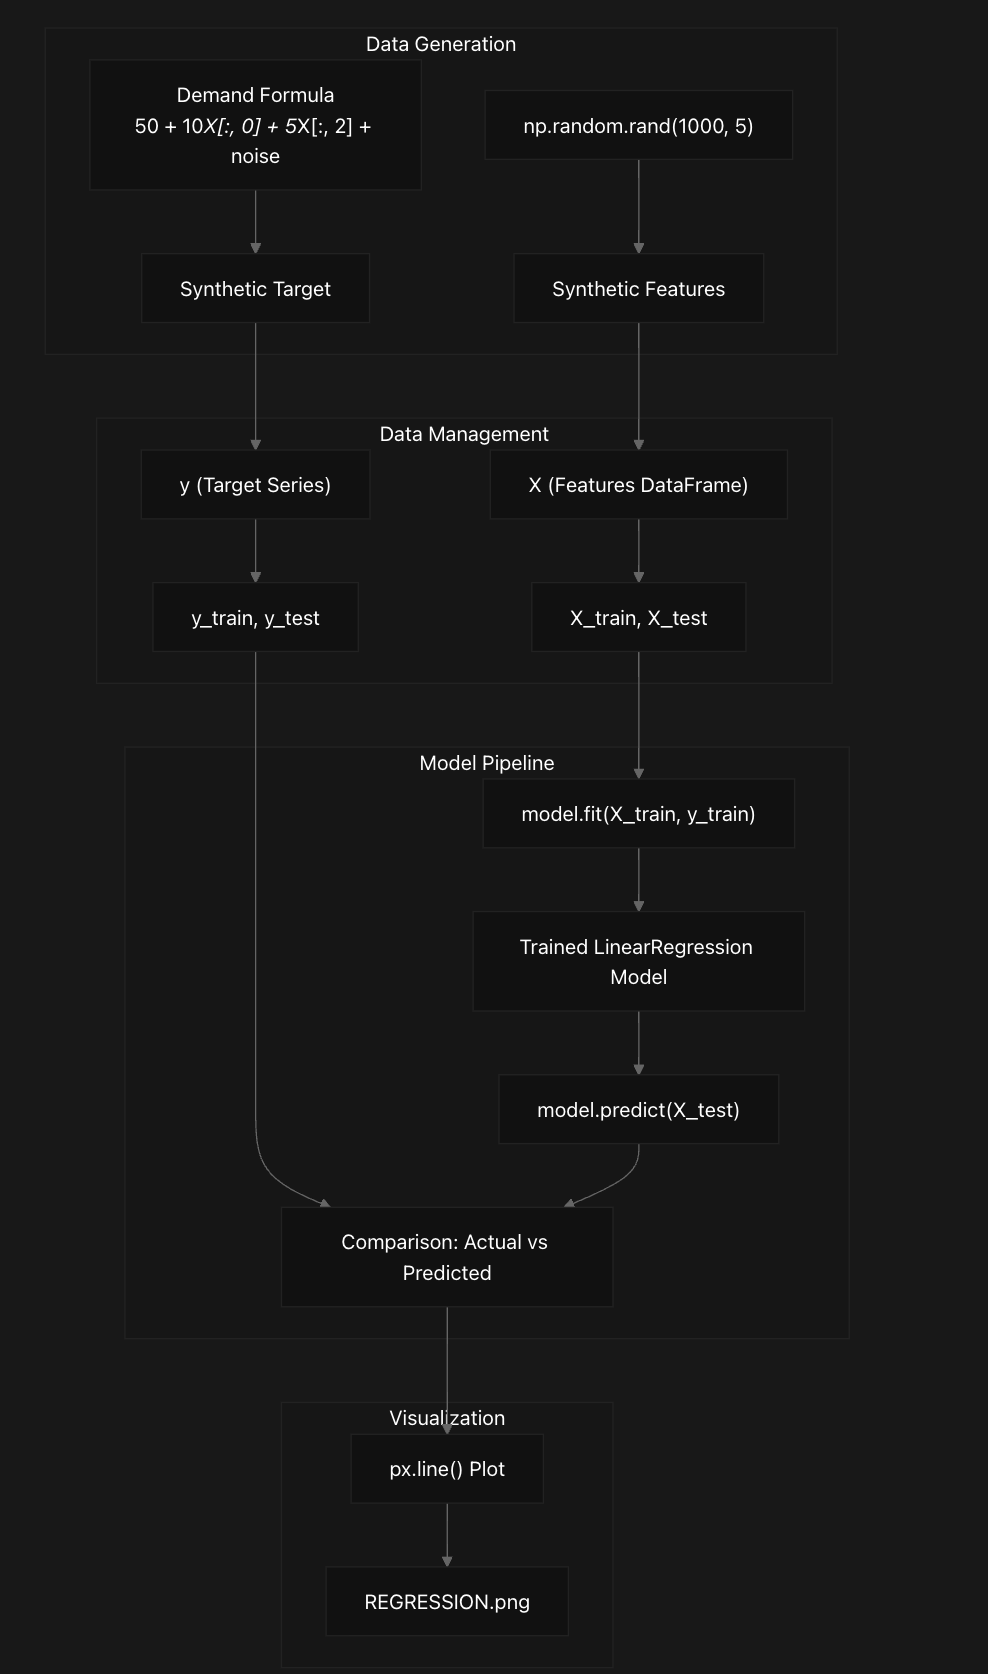 Data Generation
Demand Formula
50 + 10X[:, 0] + 5X[:, 2] +
noise
np.random.rand(1000, 5)
Synthetic Target
Synthetic Features
Data Management
y (Target Series)
X (Features DataFrame)
y_train, y_test
X_train, X_test
Model Pipeline
model.fit(X_train, y_train)
Trained LinearRegression
Model
model.predict(X_test)
Comparison: Actual vs
Predicted
Visualization
px.line() Plot
REGRESSION.png